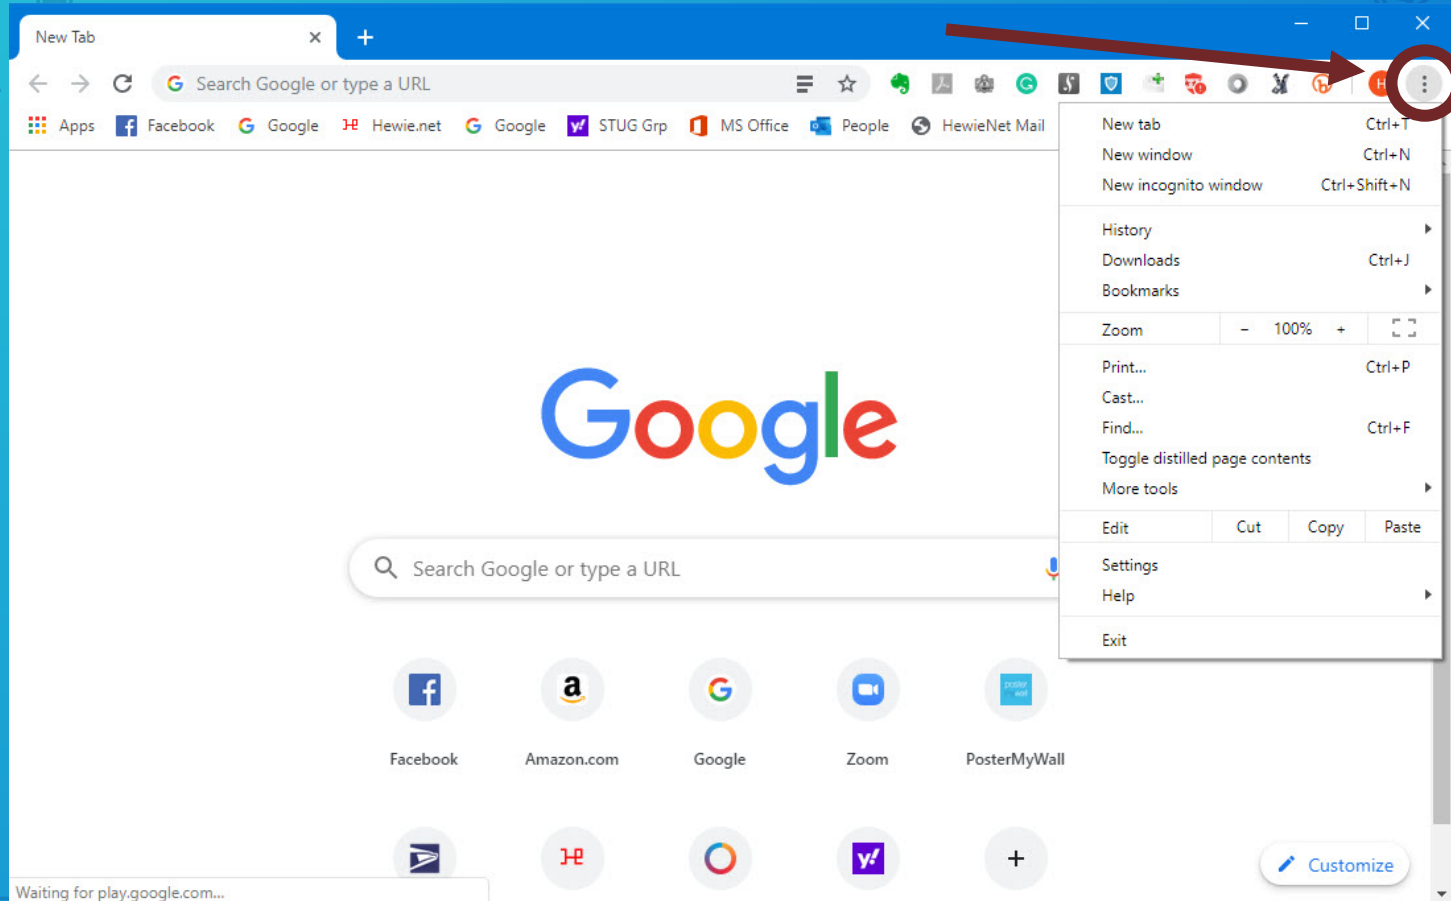 New Tab
Search Google or type a URL
Apps Facebook Google Hewie.net Google STUG Grp MS Office People HewieNet Mail
New tab Ctrl+T
New window Ctrl+N
New incognito window Ctrl+Shift+N
History
Downloads Ctrl+J
Bookmarks
Zoom - 100% +
Print... Ctrl+P
Cast...
Find... Ctrl+F
Toggle distilled page contents
More tools
Edit Cut Copy Paste
Settings
Help
Exit
Google
Search Google or type a URL
Facebook Amazon.com Google Zoom PosterMyWall
Customize
Waiting for play.google.com...